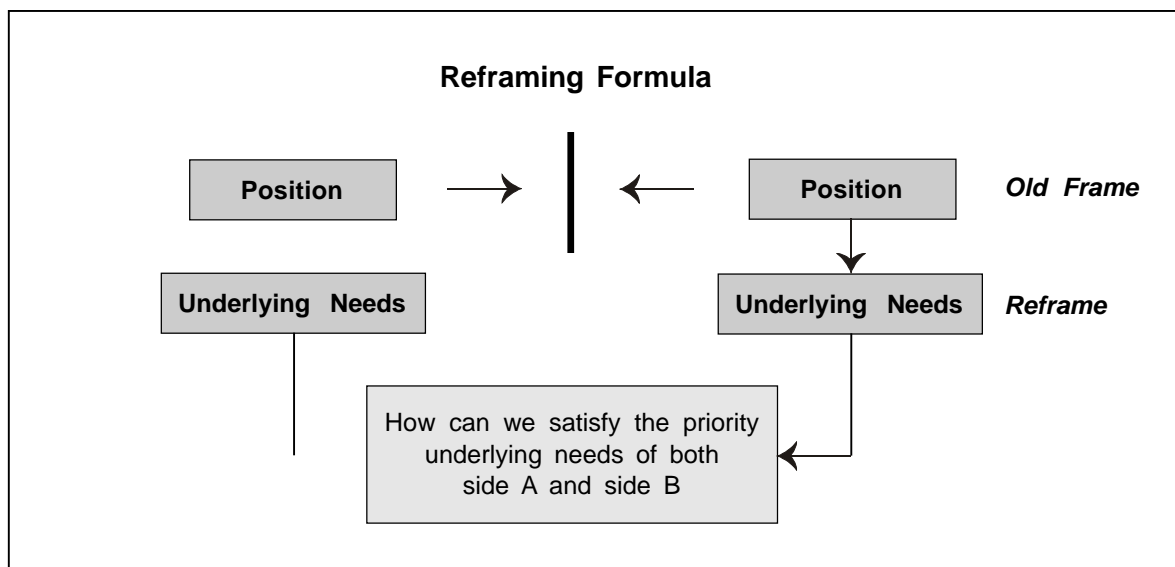 Reframing Formula
Position
Position
Old Frame
Underlying Needs
Underlying Needs
Reframe
How can we satisfy the priority
underlying needs of both
side A and side B